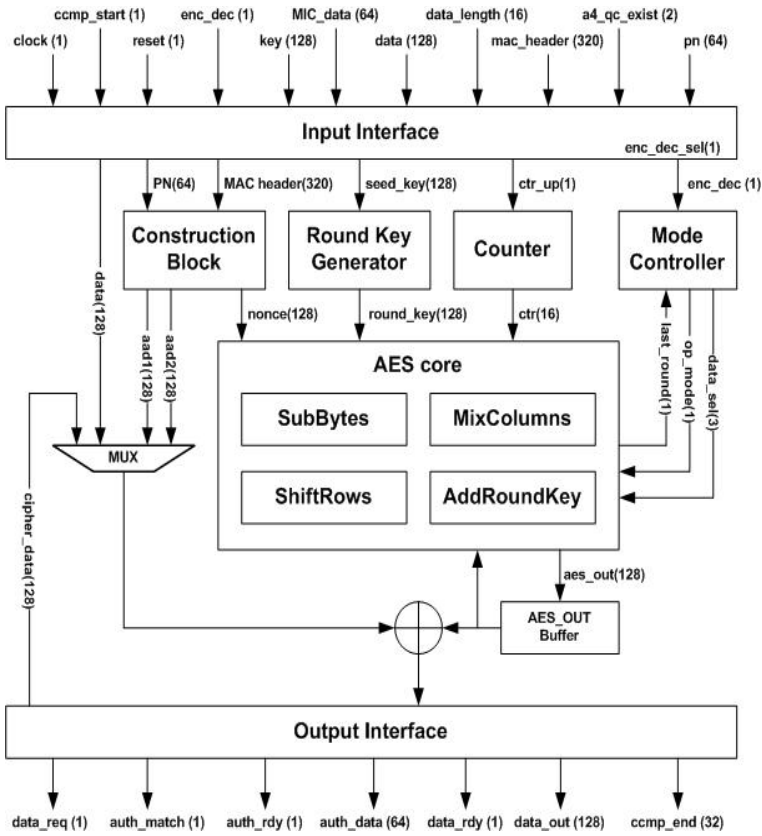 ccmp_start (1) enc_dec (1) MIC_data (64) data_length (16) a4_qc_exist (2)
clock (1) reset (1) key (128) data (128) mac_header (320) pn (64)
Input Interface
enc_dec_sel(1)
PN(64) MAC header(320) seed_key(128) ctr_up(1) enc_dec (1)
Construction
Block
Round Key
Generator
Counter
Mode
Controller
data(128)
aad1(128)
aad2(128)
nonce(128) round_key(128) ctr(16)
last_round(1)
op_mode(1)
data_sel(3)
AES core
SubBytes MixColumns
ShiftRows AddRoundKey
MUX
cipher_data(128)
aes_out(128)
AES_OUT
Buffer
Output Interface
data_req (1) auth_match (1) auth_rdy (1) auth_data (64) data_rdy (1) data_out (128) ccmp_end (32)